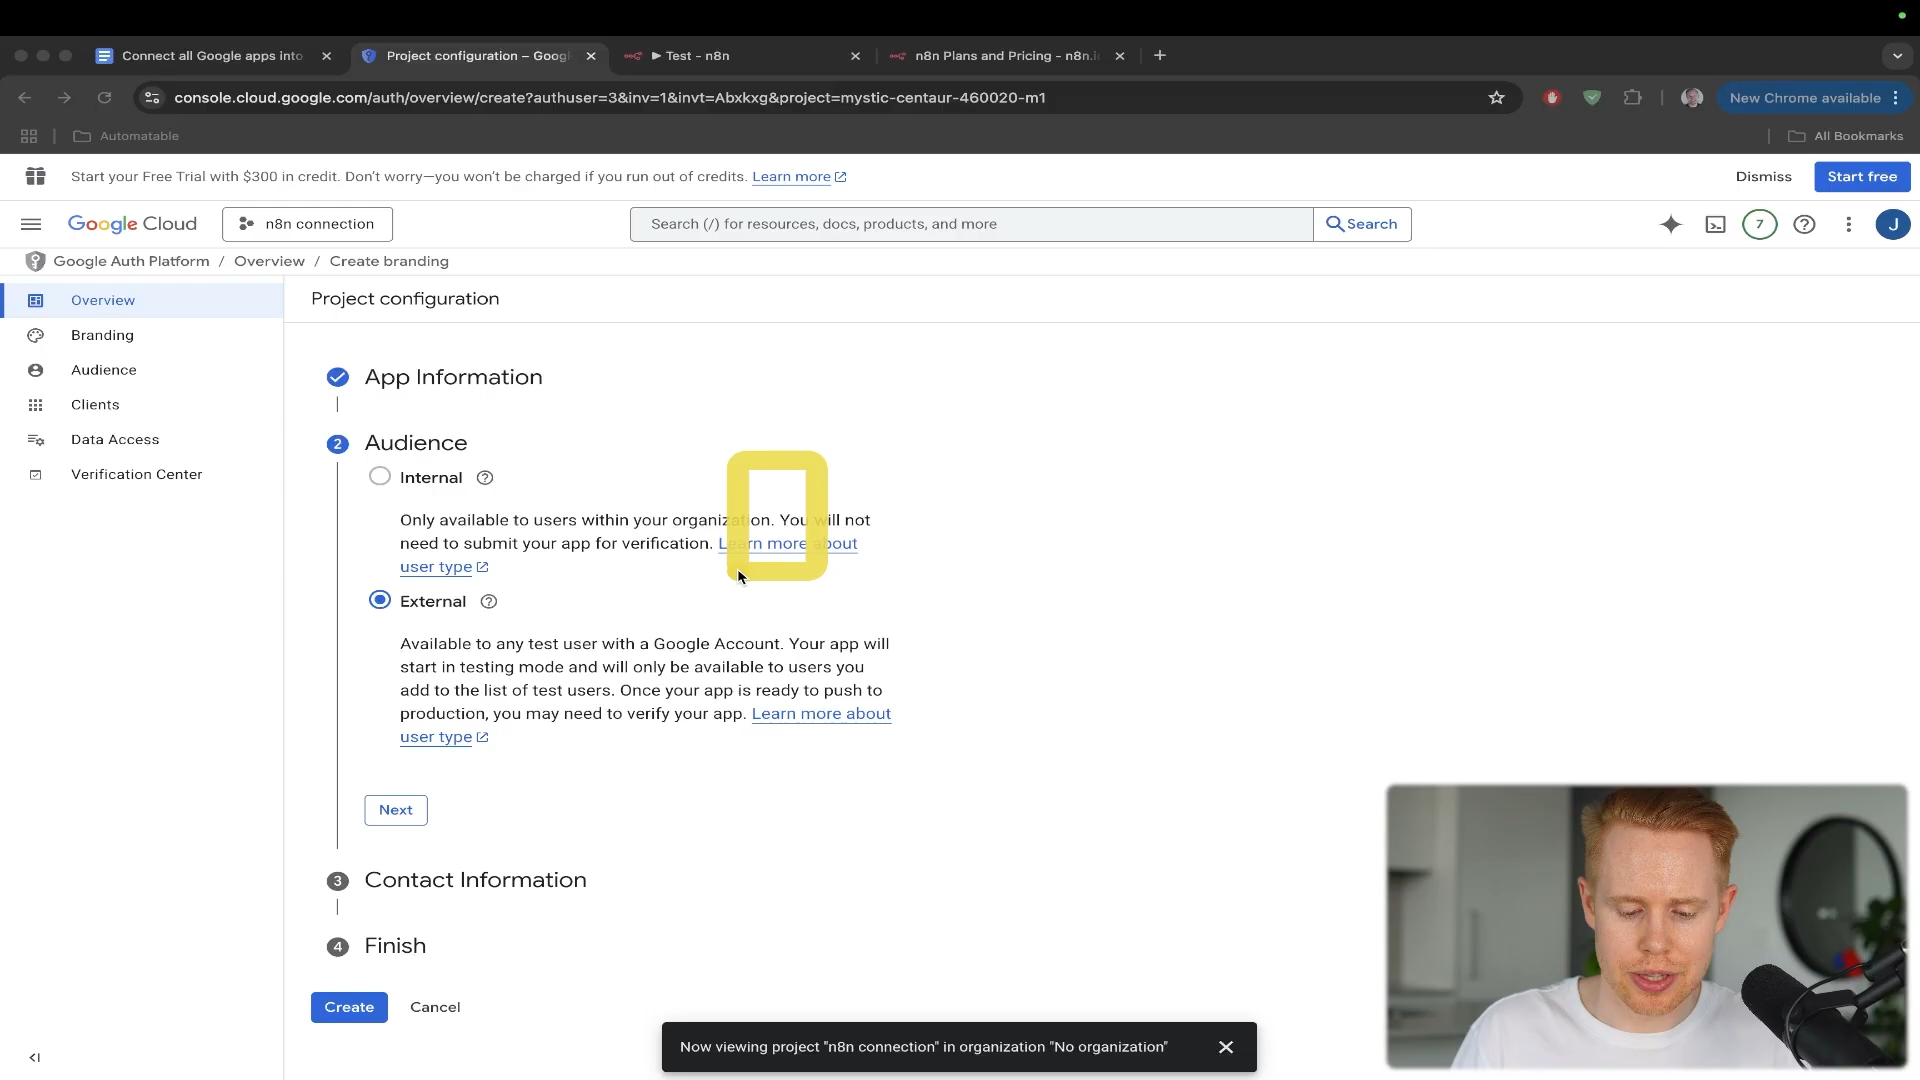 Connect all Google apps into
Project configuration – Googl
▶ Test - n8n
n8n Plans and Pricing - n8n.i
console.cloud.google.com/auth/overview/create?authuser=3&inv=1&invt=Abxkxg&project=mystic-centaur-460020-m1
New Chrome available
Automatable
All Bookmarks
Start your Free Trial with $300 in credit. Don't worry—you won't be charged if you run out of credits. Learn more
Dismiss
Start free
Google Cloud
n8n connection
Search (/) for resources, docs, products, and more
Search
7
J
Google Auth Platform / Overview / Create branding
Overview
Branding
Audience
Clients
Data Access
Verification Center
Project configuration
App Information
2 Audience
Internal
Only available to users within your organization. You will not
need to submit your app for verification. Learn more about
user type
External
Available to any test user with a Google Account. Your app will
start in testing mode and will only be available to users you
add to the list of test users. Once your app is ready to push to
production, you may need to verify your app. Learn more about
user type
Next
3 Contact Information
4 Finish
Create
Cancel
Now viewing project "n8n connection" in organization "No organization"